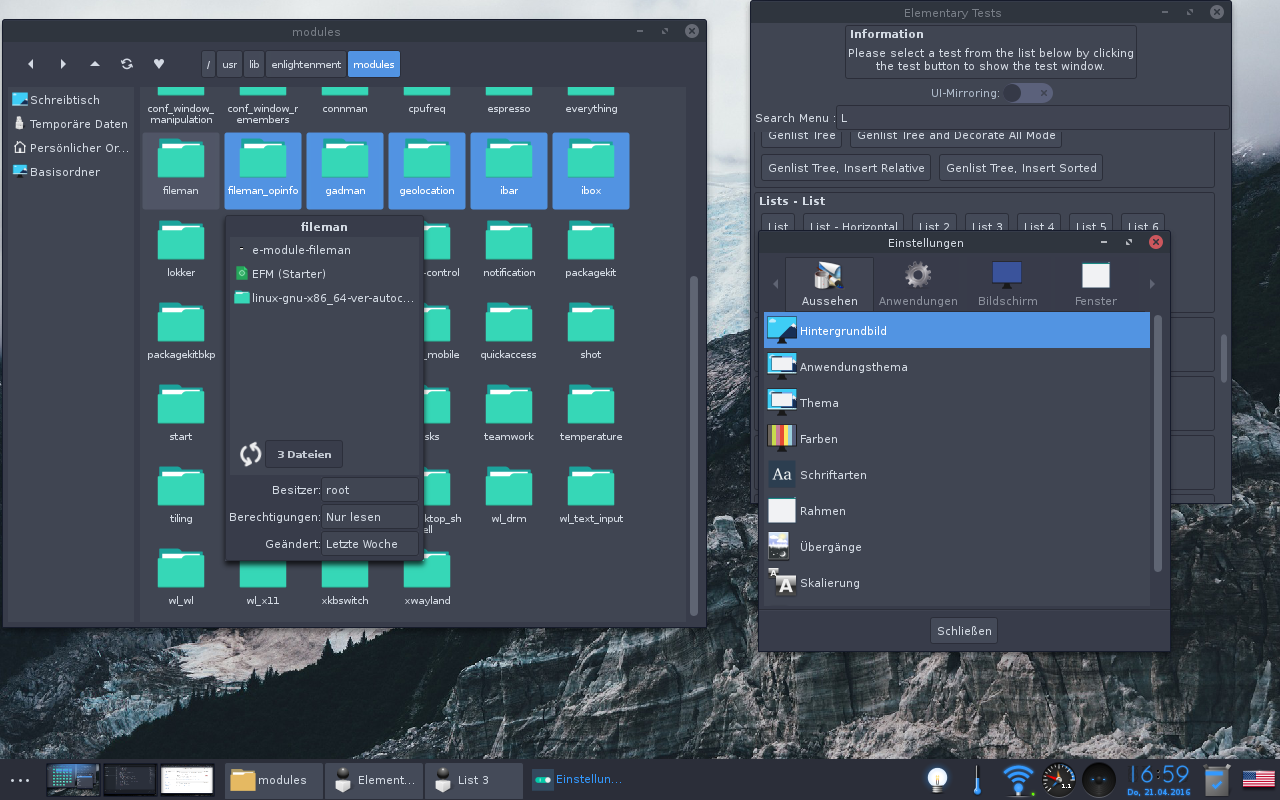 modules
/ usr lib enlightenment modules
Schreibtisch
Temporäre Daten
Persönlicher Or...
Basisordner
conf_window_manipulation conf_window_remembers connman cpufreq espresso everything
fileman fileman_opinfo gadman geolocation ibar ibox
lokker -control notification packagekit
packagekitbkp _mobile quickaccess shot
start sks teamwork temperature
tiling ktop_shell wl_drm wl_text_input
wl_wl wl_x11 xkbswitch xwayland
fileman
e-module-fileman
EFM (Starter)
linux-gnu-x86_64-ver-autoc...
3 Dateien
Besitzer: root
Berechtigungen: Nur lesen
Geändert: Letzte Woche
Elementary Tests
Information
Please select a test from the list below by clicking
the test button to show the test window.
UI-Mirroring:
Search Menu : L
Genlist Tree Genlist Tree and Decorate All Mode
Genlist Tree, Insert Relative Genlist Tree, Insert Sorted
Lists - List
List List - Horizontal List 2 List 3 List 4 List 5 List 6
Einstellungen
Aussehen Anwendungen Bildschirm Fenster
Hintergrundbild
Anwendungsthema
Thema
Farben
Aa Schriftarten
Rahmen
Übergänge
A A Skalierung
Schließen
modules Element... List 3 Einstellun...
1.1
16:59
Do, 21.04.2016